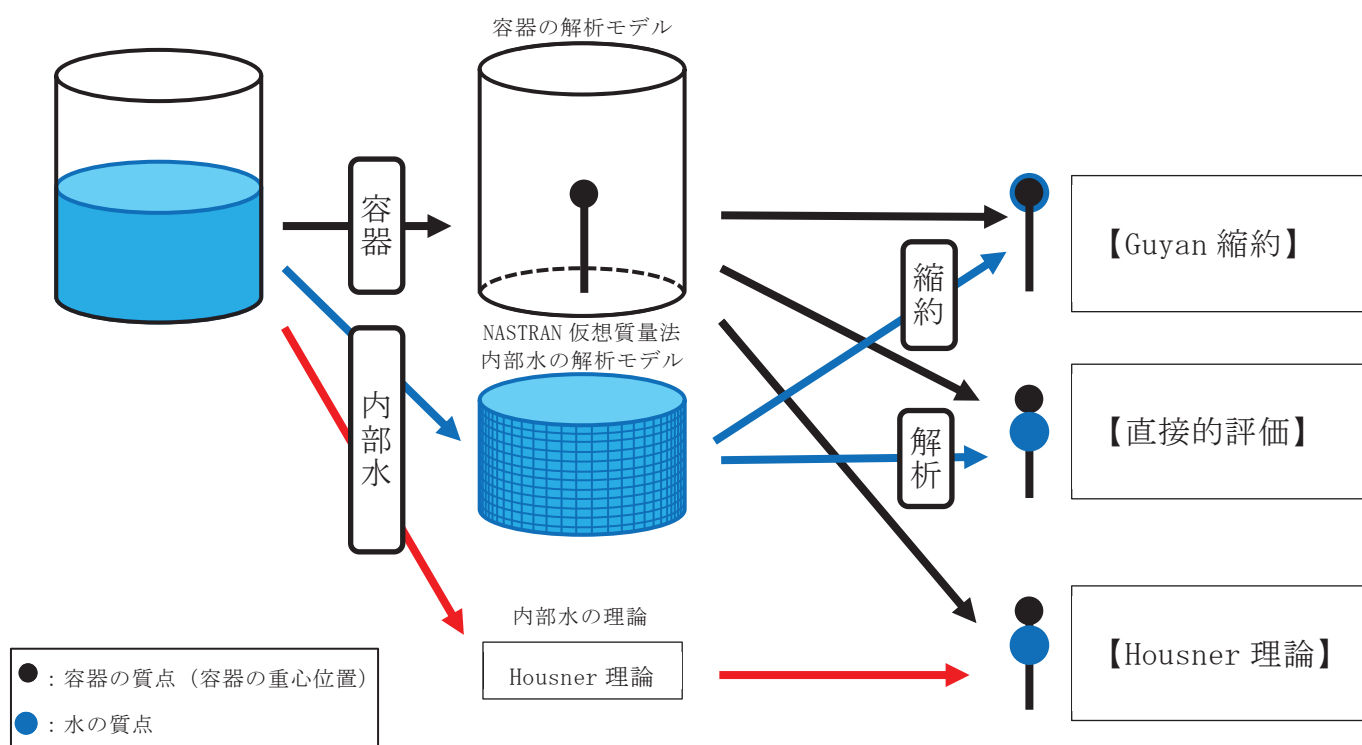 容器の解析モデル
容器
内部水
NASTRAN 仮想質量法
内部水の解析モデル
縮約
解析
【Guyan 縮約】
【直接的評価】
【Housner 理論】
内部水の理論
Housner 理論
●：容器の質点（容器の重心位置）
●：水の質点